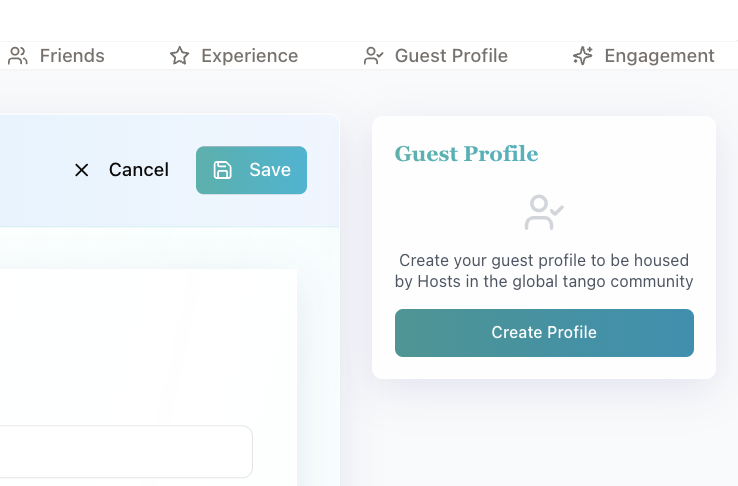 Friends Experience Guest Profile Engagement
Cancel Save
Guest Profile
Create your guest profile to be housed
by Hosts in the global tango community
Create Profile